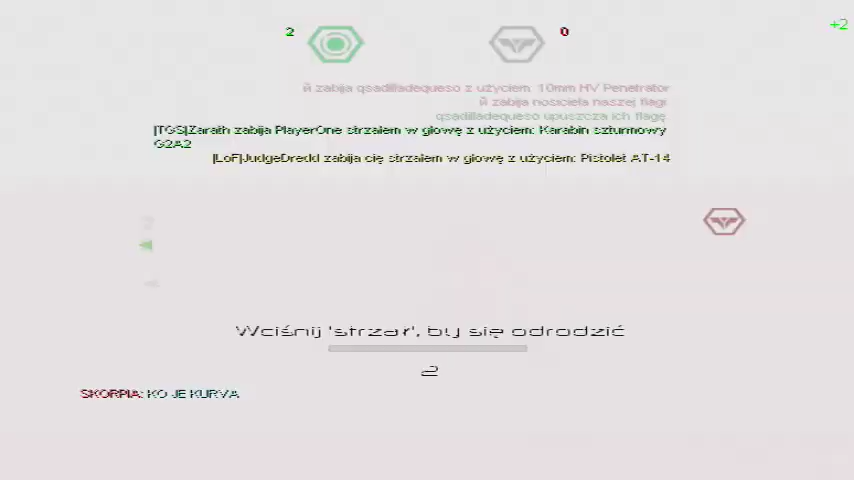 +2
2 0
й zabija qsadilladequeso z użyciem: 10mm HV Penetrator
й zabija nosiciela naszej flagi
qsadilladequeso upuszcza ich flagę
|TGS|Zarath zabija PlayerOne strzałem w głowę z użyciem: Karabin szturmowy
G2A2
|LoF|JudgeDredd zabija cię strzałem w głowę z użyciem: Pistolet AT-14
Wciśnij 'strzał', by się odrodzić
2
SKORPIA: KO JE KURVA